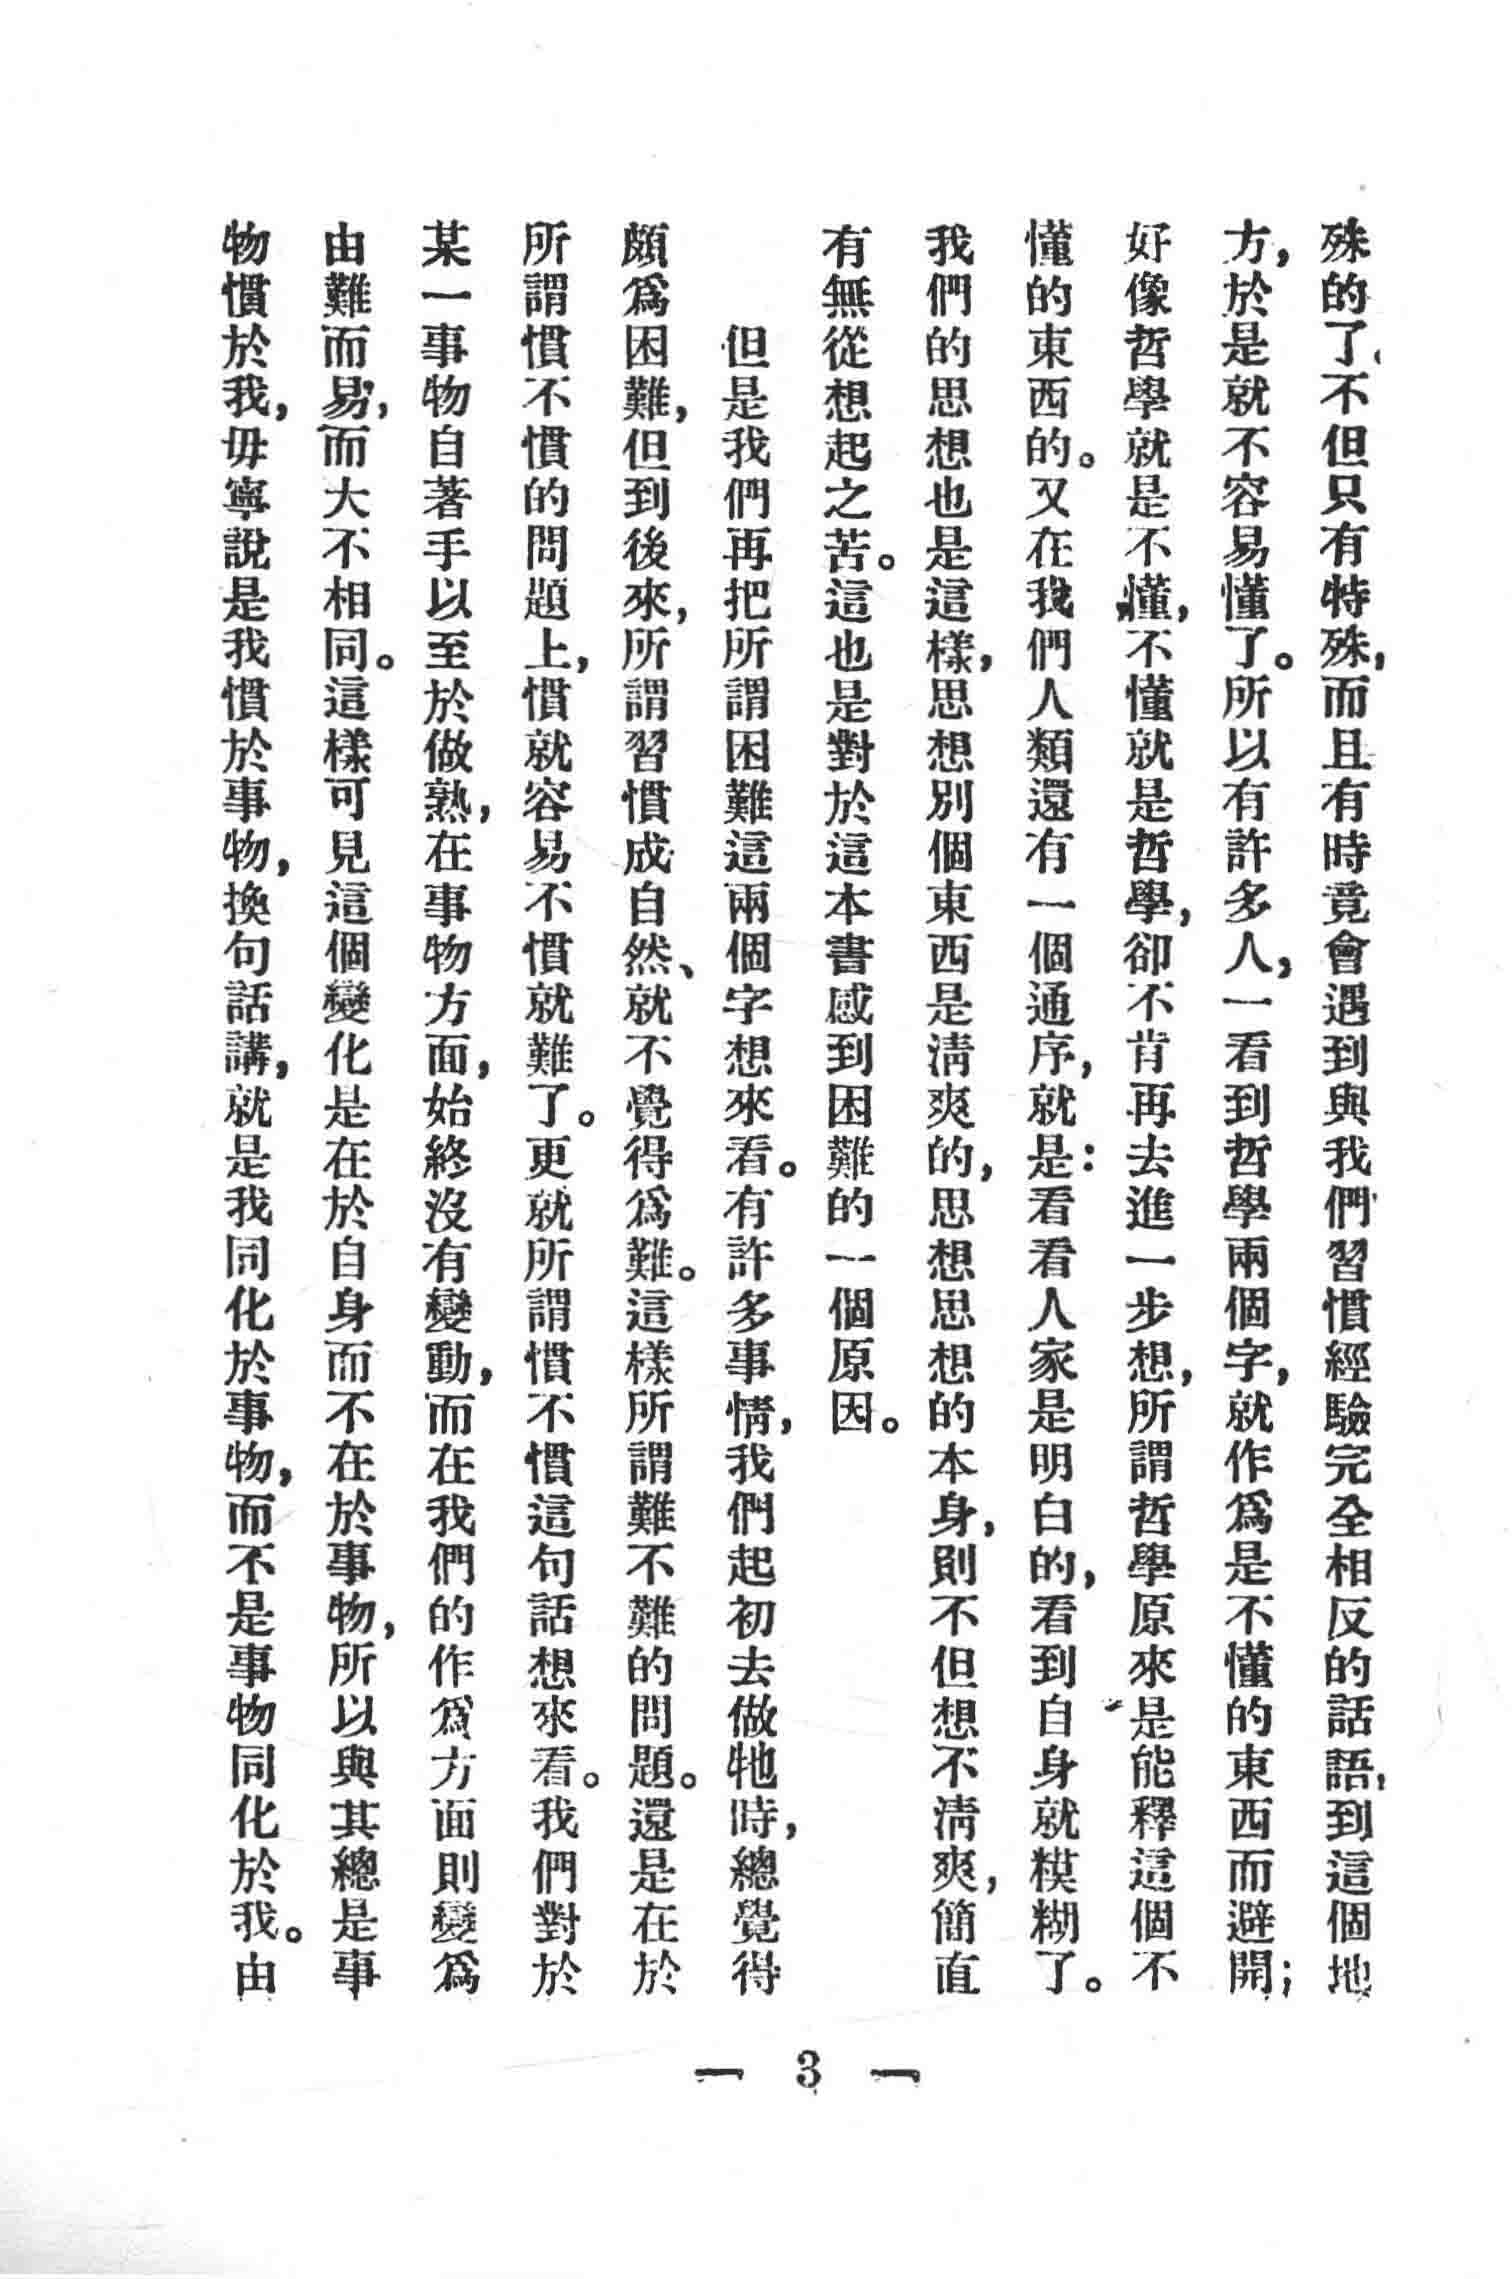 殊的了。不但只有特殊，而且有時竟會遇到與我們習慣經驗完全相反的話語，到這個地
方，於是就不容易懂了。所以有許多人，一看到哲學兩個字，就作爲是不懂的東西而避開；
好像哲學就是不懂，不懂就是哲學，卻不肯再去進一步想，所謂哲學原來是能釋這個不
懂的東西的。又在我們人類還有一個通序，就是：看看人家是明白的，看到自身就模糊了。
我們的思想也是這樣，思想別個東西是清爽的，思想思想的本身，則不但想不清爽，簡直
有無從想起之苦。這也是對於這本書感到困難的一個原因。
但是我們再把所謂困難這兩個字想來看。有許多事情，我們起初去做牠時，總覺得
頗爲困難，但到後來，所謂習慣成自然、就不覺得爲難。這樣所謂難不難的問題。還是在於
所謂慣不慣的問題上，慣就容易不慣就難了。更就所謂慣不慣這句話想來看。我們對於
某一事物自著手以至於做熟，在事物方面，始終沒有變動，而在我們的作爲方面則變爲
由難而易，而大不相同。這樣可見這個變化是在於自身而不在於事物，所以與其總是事
物慣於我，毋寧說是我慣於事物，換句話講，就是我同化於事物，而不是事物同化於我。由
— 3 —